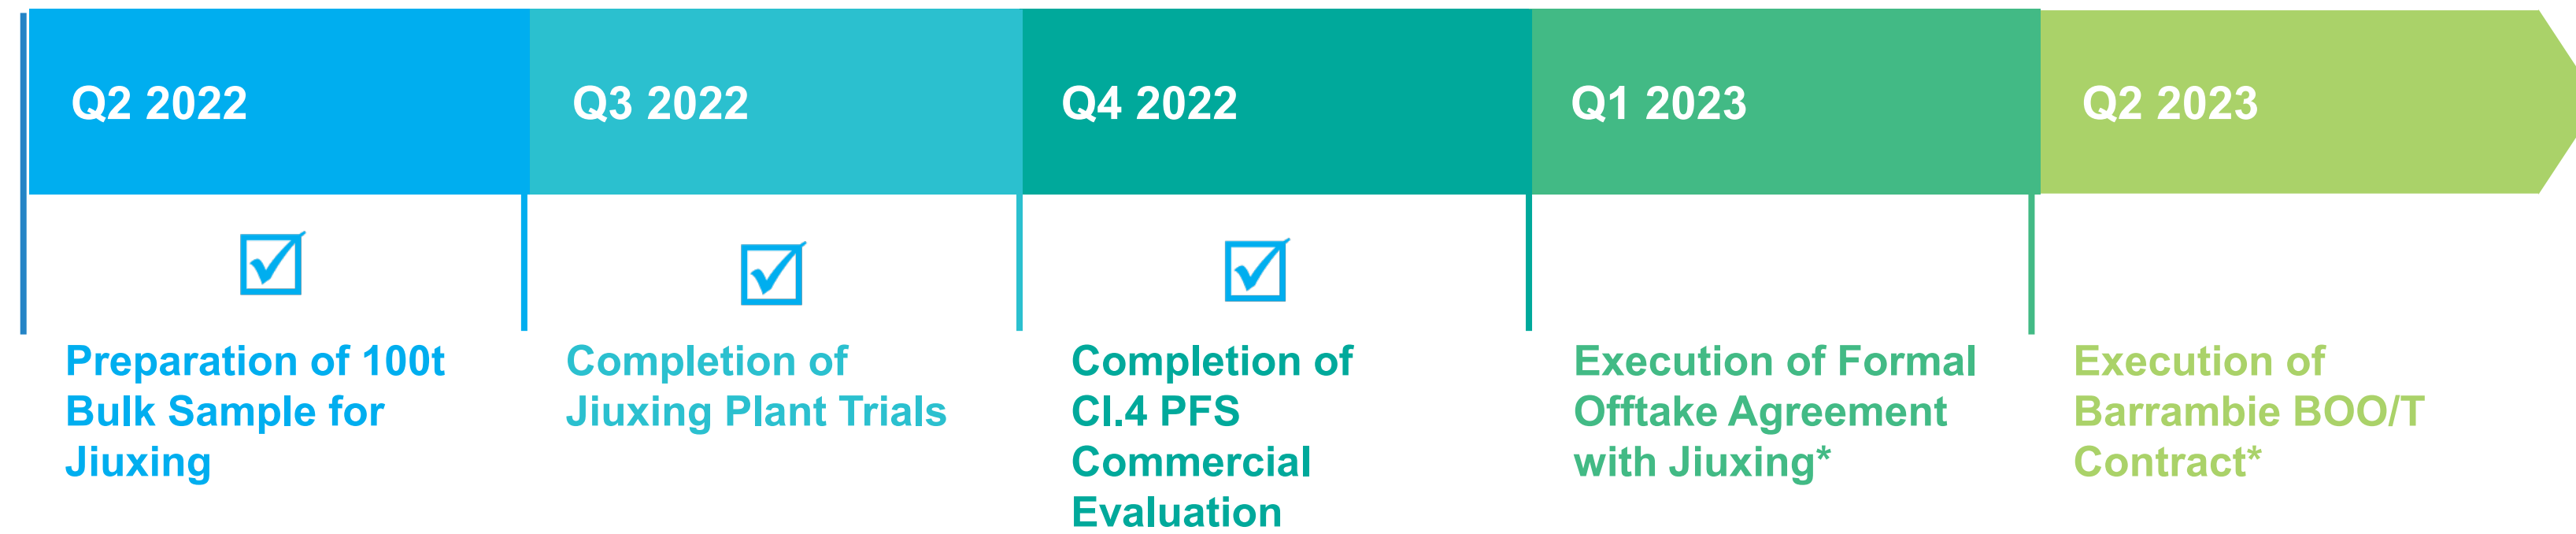 Q2 2022
Q3 2022
Q4 2022
Q1 2023
Q2 2023
Preparation of 100t
Bulk Sample for
Jiuxing
Completion of
Jiuxing Plant Trials
Completion of
Cl.4 PFS
Commercial
Evaluation
Execution of Formal
Offtake Agreement
with Jiuxing*
Execution of
Barrambie BOO/T
Contract*